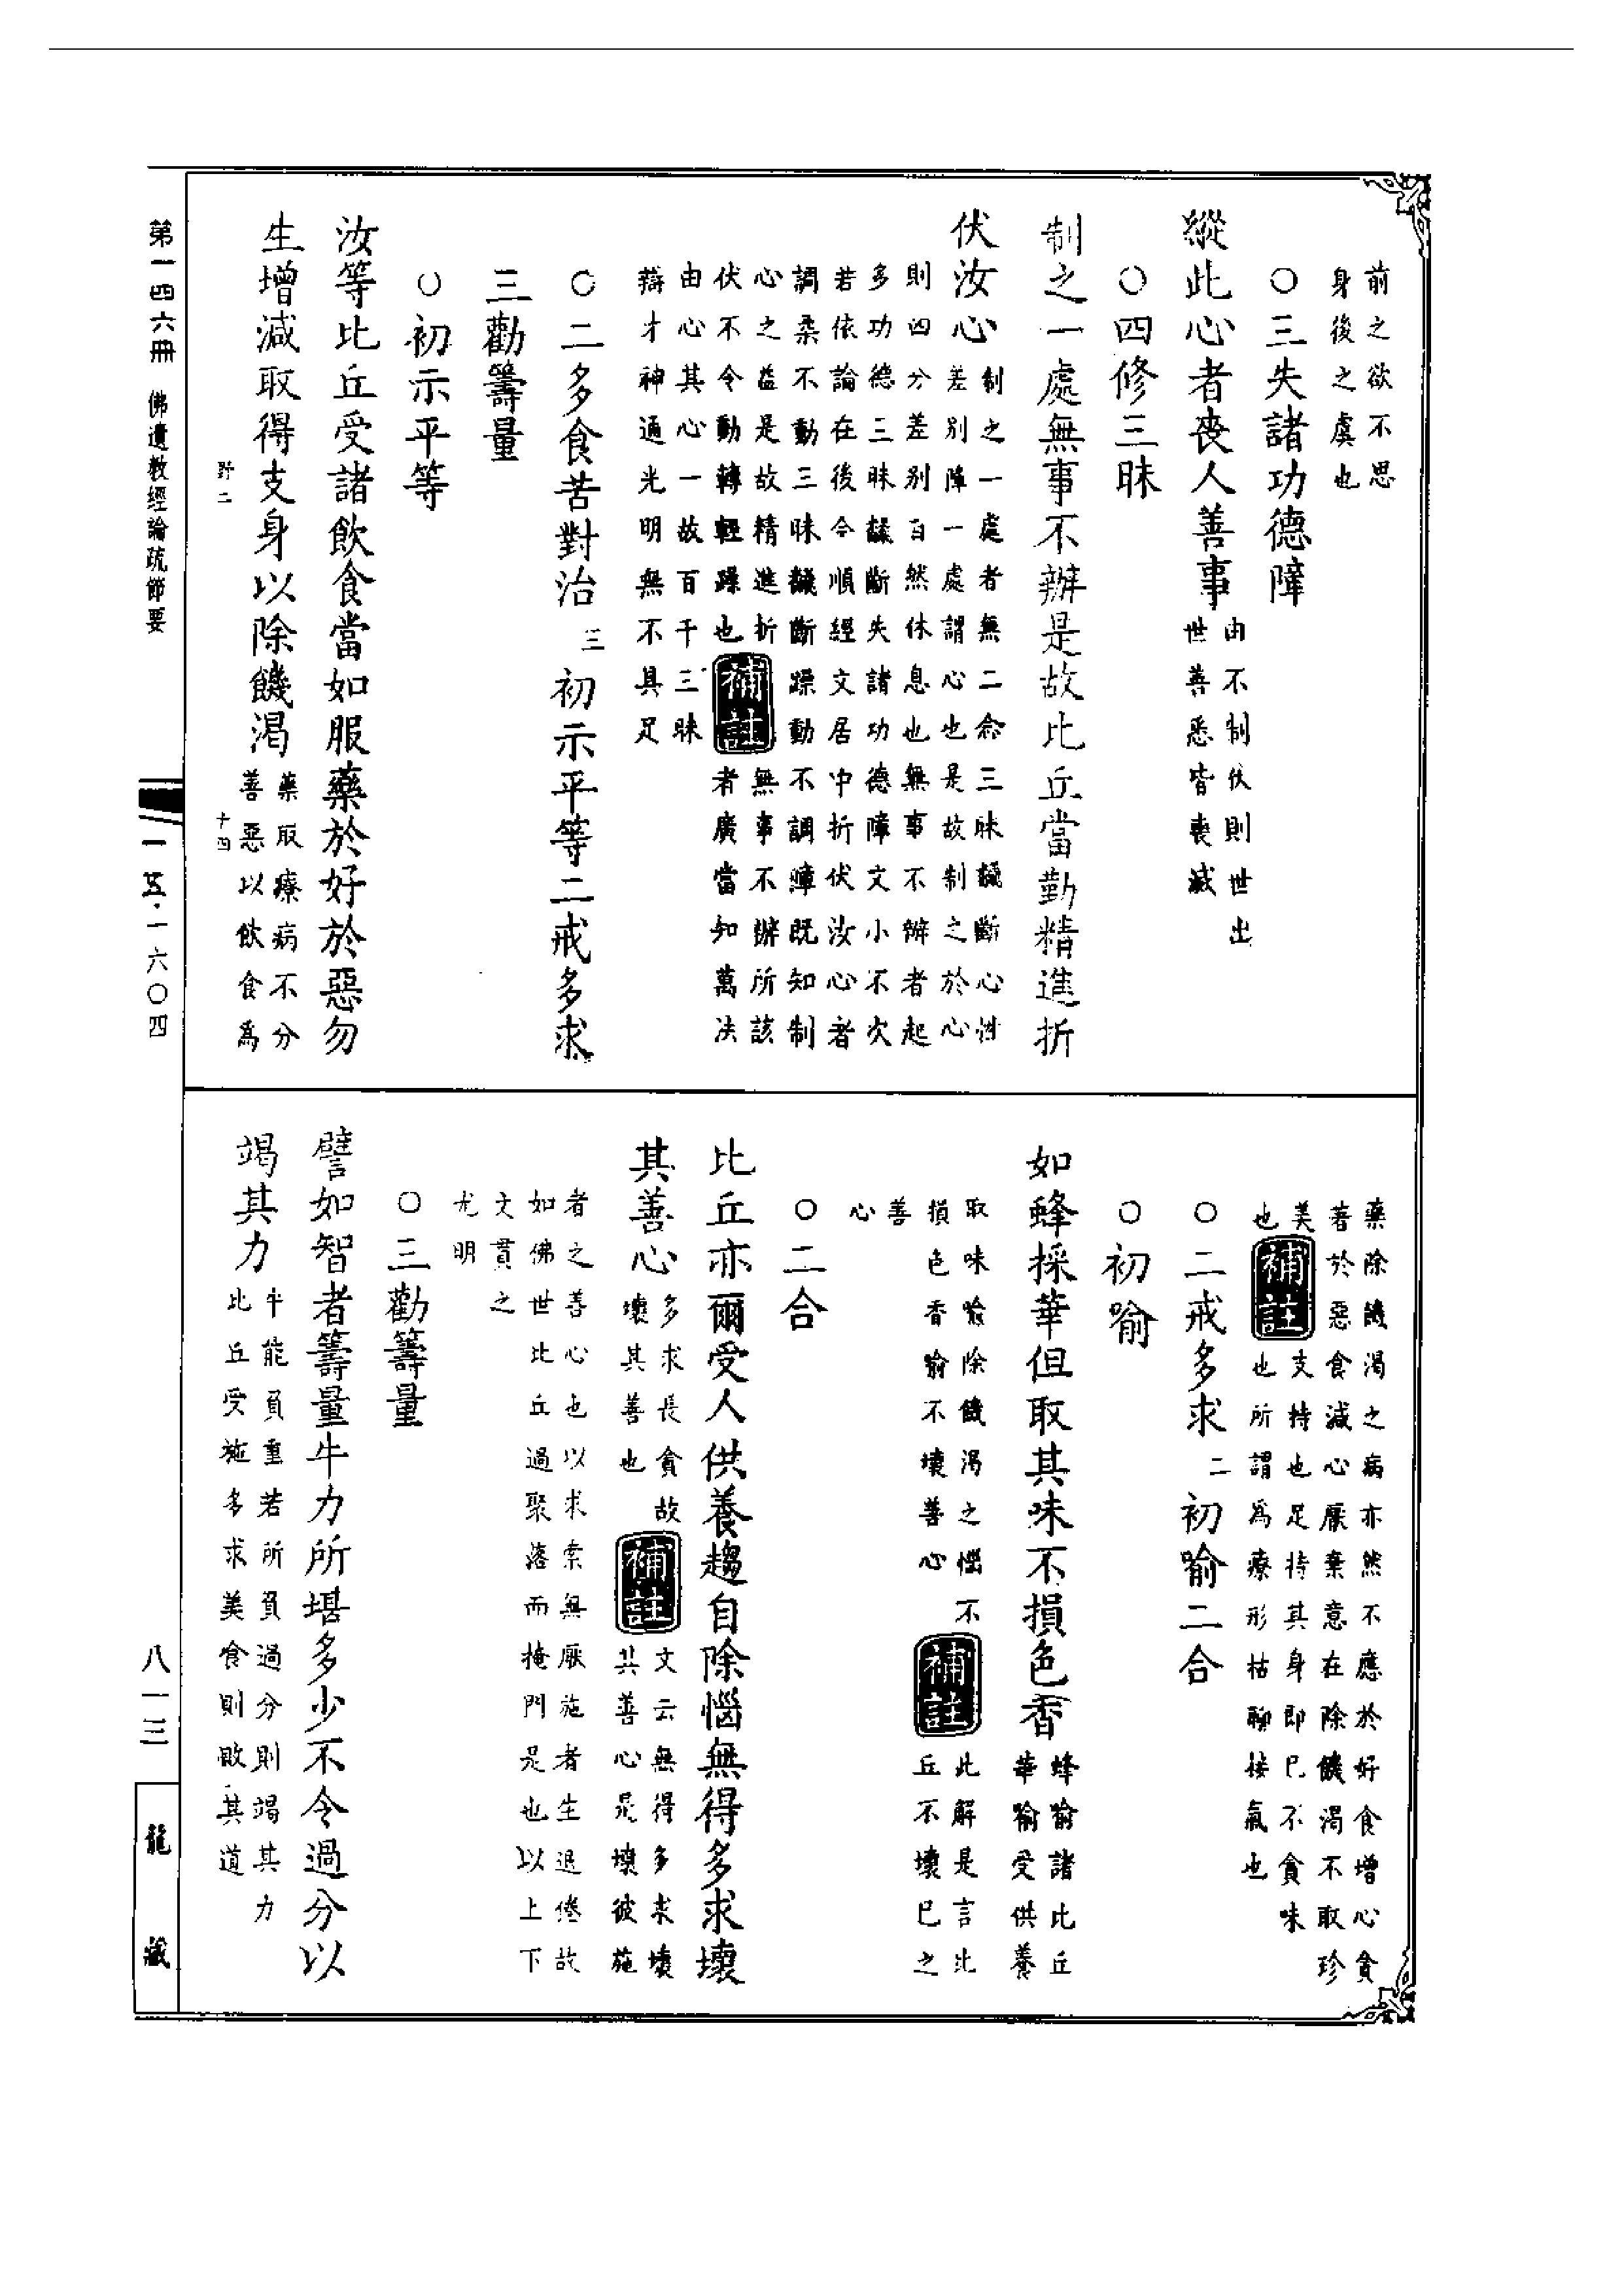 前之欲不思
身後之虞也
○三失諸功德障
縱此心者喪人善事
由不制伏則世出
世善悉皆喪滅
○四修三昧
制之一處無事不辦是故比丘當勤精進折
伏汝心
制之一處者無二念三昧攝斷心性
差別障一處謂心也是故制之於心
則四分差別百然休息也無事不辦者起
多功德三昧攝斷失諸功德障文小不次
若依論在後今順經文居中折伏汝心者
調柔不動三昧攝斷躁動不調障既知制
心之益是故精進折
伏不令動轉輕躁也
補註
無事不辦所該
者廣當知萬法
由心其心一故百千三昧
辯才神通光明無不具足
○二多食苦對治 三 初示平等二戒多求
三勸籌量
○初示平等
汝等比丘受諸飲食當如服藥於好於惡勿
生增減取得支身以除饑渴
藥取療病不分
善惡以飲食為
野二
十四
藥除饑渴之病亦然不應於好食增心貪
著於惡食減心厭棄意在除饑渴不取珍
美
也
補註
支持也足持其身即已不貪味
也所謂為療形枯聊接氣也
○二戒多求 二 初喻二合
○初喻
如蜂採華但取其味不損色香
蜂喻諸比丘
華喻受供養
取味喻除饑渴之惱不
損色香喻不壞善心
補註
此解是言比
丘不壞已之
善
心
○二合
比丘亦爾受人供養趨自除惱無得多求壞
其善心
多求長貪故
壞其善也
補註
文云無得多求壞
其善心是壞彼施
者之善心也以求索無厭施者生退倦故
如佛世比丘過聚落而掩門是也以上下
文貫之
尤明
○三勸籌量
譬如智者籌量牛力所堪多少不令過分以
竭其力
牛能負重若所負過分則竭其力
比丘受施多求美食則敗其道
第一四六冊 佛遺教經論疏節要
一五·一六〇四
八一三
龍藏